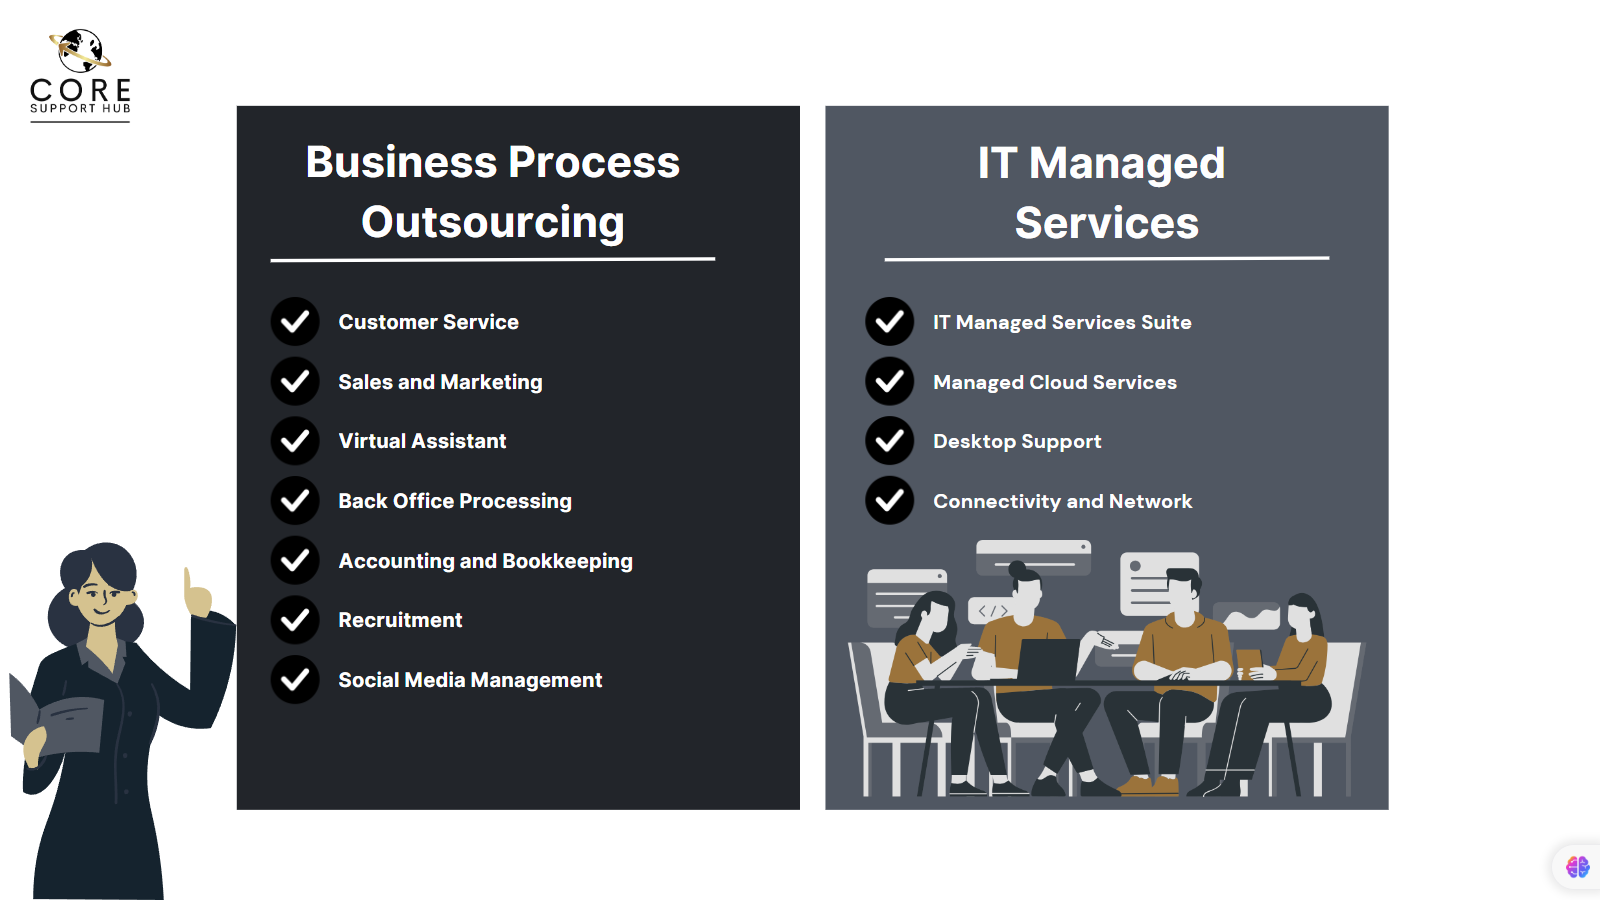 CORE
SUPPORT HUB
Business Process
Outsourcing
Customer Service
Sales and Marketing
Virtual Assistant
Back Office Processing
Accounting and Bookkeeping
Recruitment
Social Media Management
IT Managed
Services
IT Managed Services Suite
Managed Cloud Services
Desktop Support
Connectivity and Network
</>